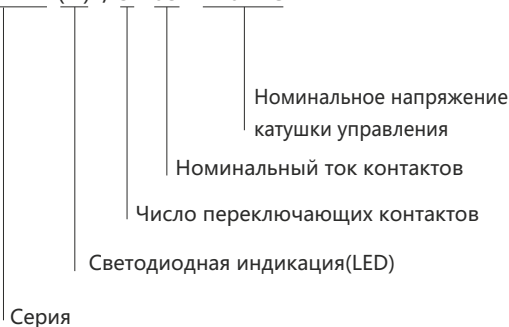 Номинальное напряжение
катушки управления
Номинальный ток контактов
Число переключающих контактов
Светодиодная индикация(LED)
Серия